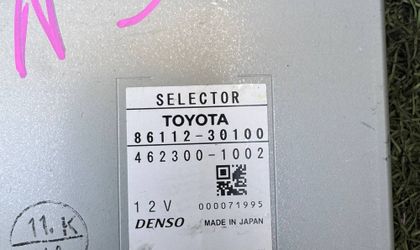 SELECTOR
TOYOTA
86112-30100
462300-1002
12V 000071995
DENSO MADE IN JAPAN
11. K